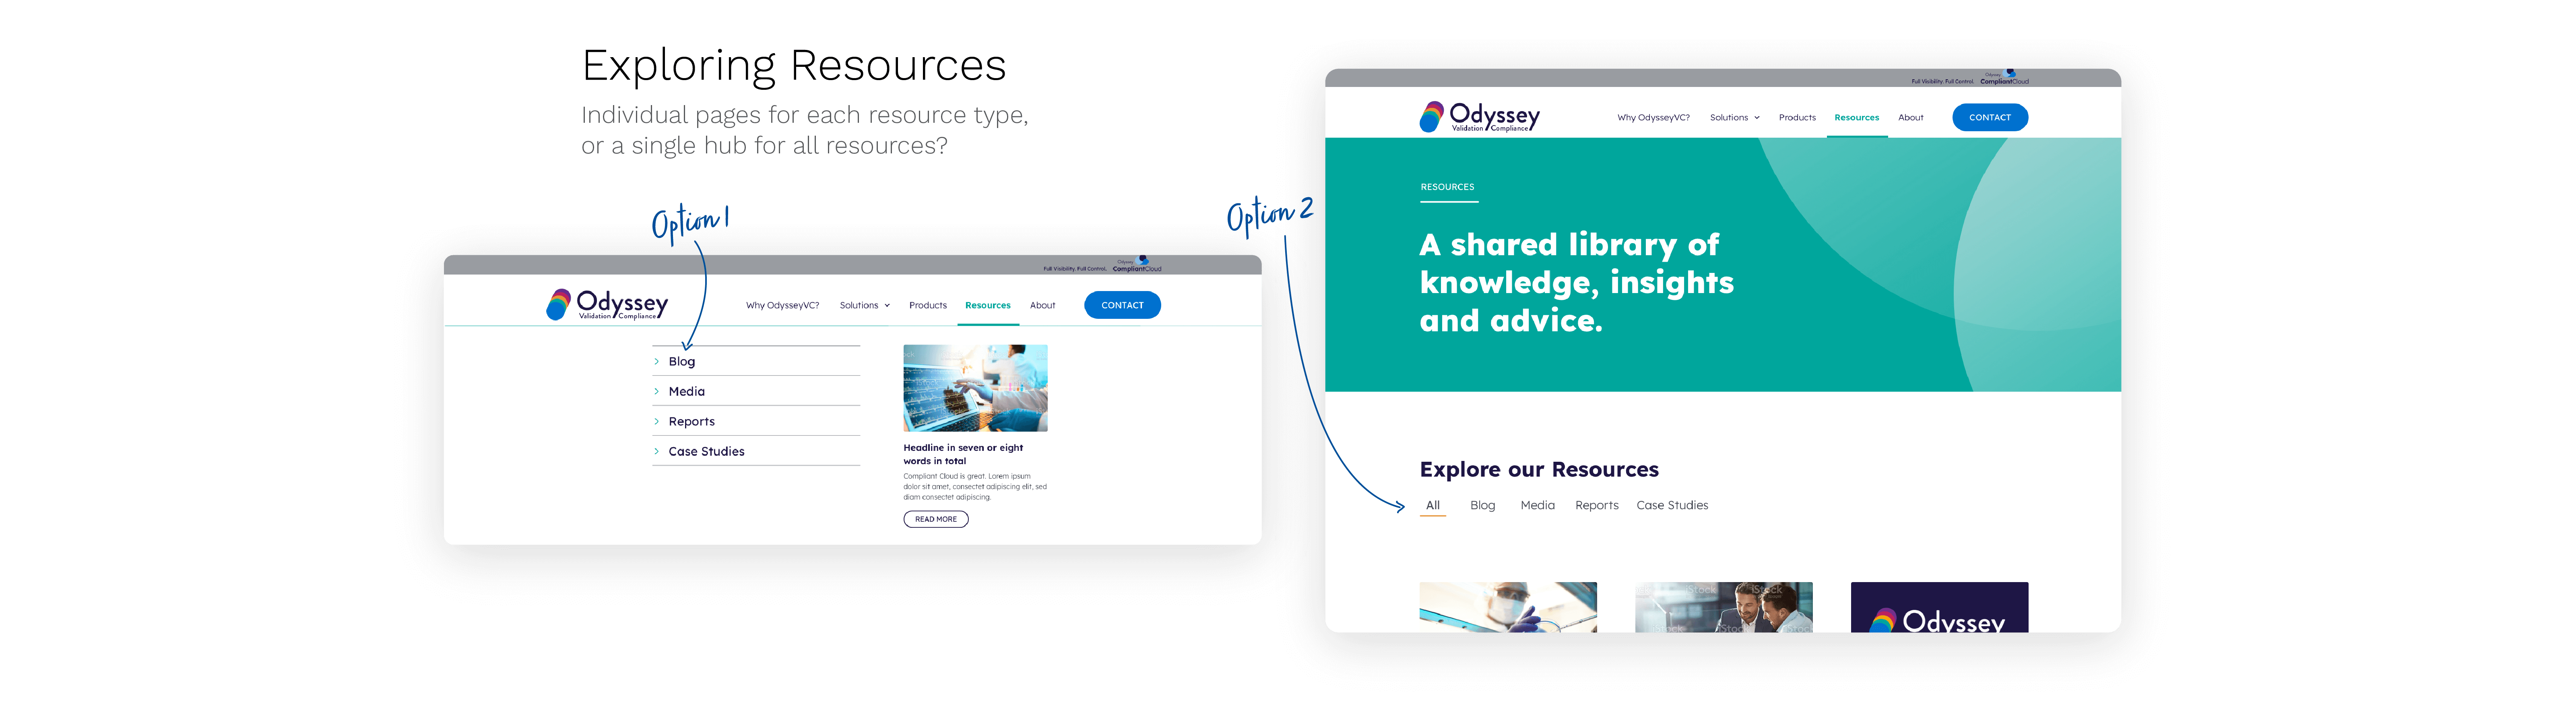 Exploring Resources
Individual pages for each resource type,
or a single hub for all resources?
Option 1
Full Visibility. Full Control.
Odyssey
CompliantCloud
Odyssey
Validation Compliance
Why OdysseyVC?
Solutions
Products
Resources
About
CONTACT
Blog
Media
Reports
Case Studies
Headline in seven or eight
words in total
Compliant Cloud is great. Lorem ipsum
dolor sit amet, consectet adipiscing elit, sed
diam consectet adipiscing.
READ MORE
Option 2
Full Visibility. Full Control.
Odyssey
CompliantCloud
Odyssey
Validation Compliance
Why OdysseyVC?
Solutions
Products
Resources
About
CONTACT
RESOURCES
A shared library of
knowledge, insights
and advice.
Explore our Resources
All
Blog
Media
Reports
Case Studies
iStock
iStock
iStock
Odyssey